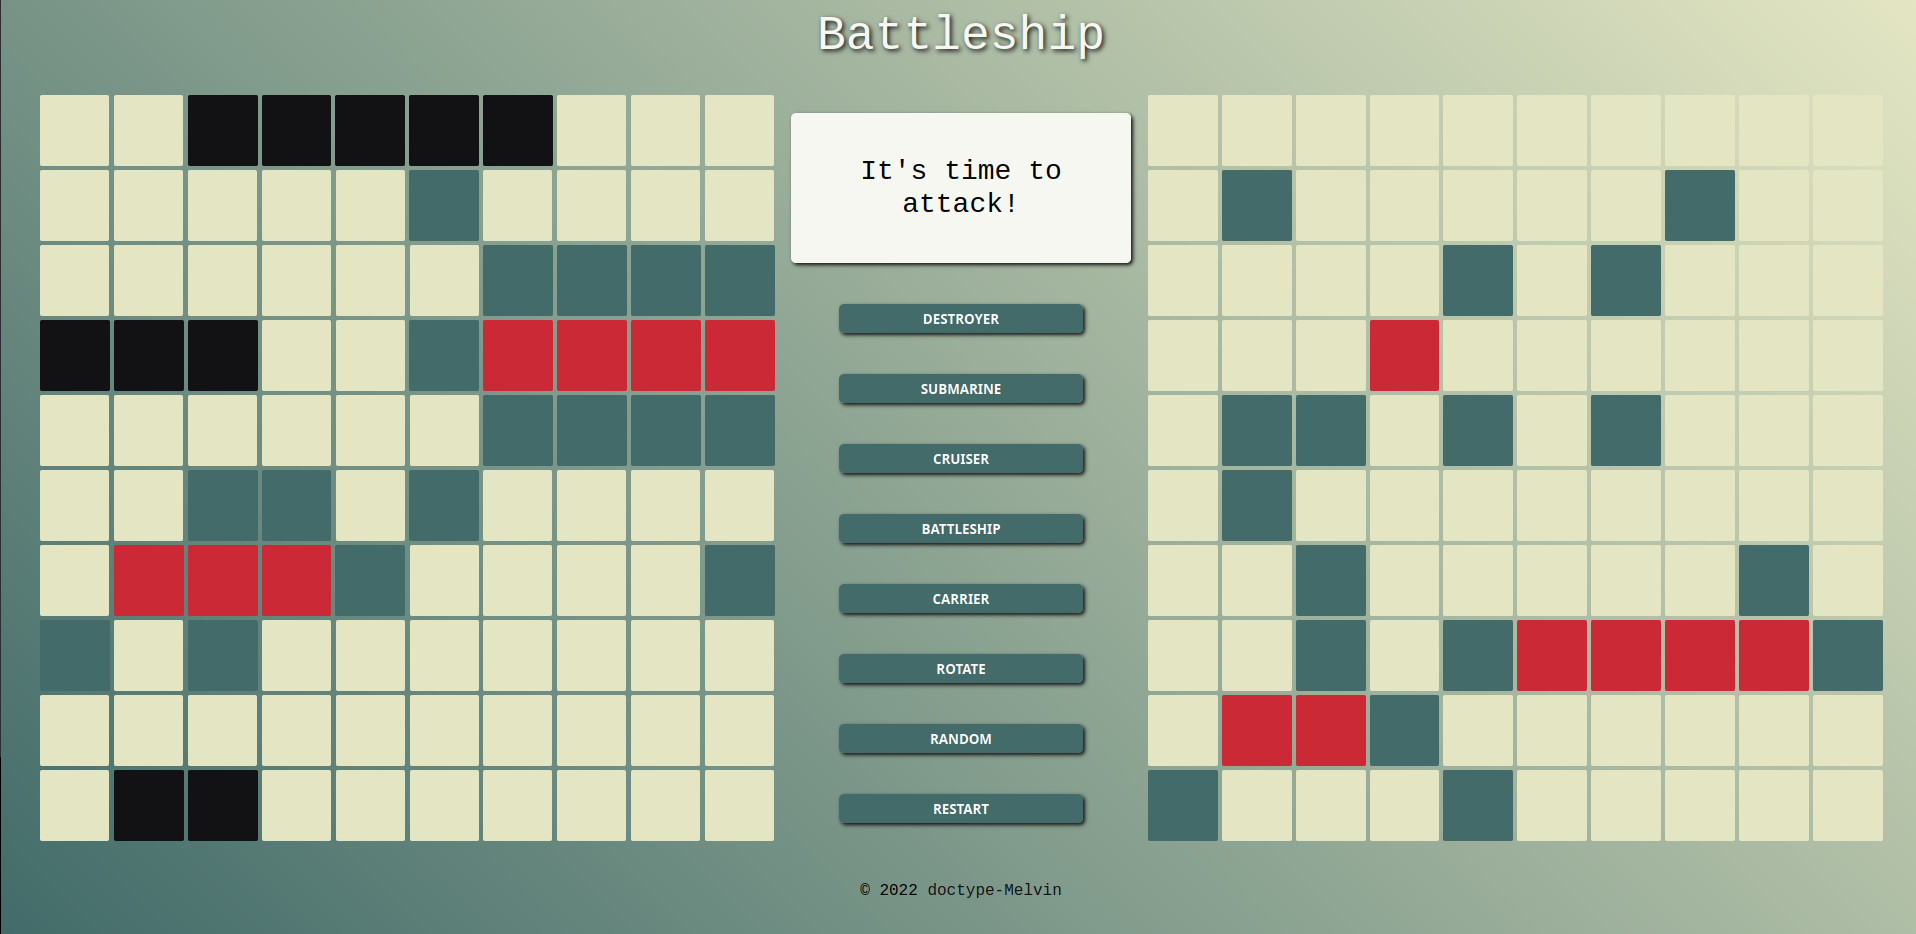 Battleship
It's time to
attack!
DESTROYER
SUBMARINE
CRUISER
BATTLESHIP
CARRIER
ROTATE
RANDOM
RESTART
© 2022 doctype-Melvin